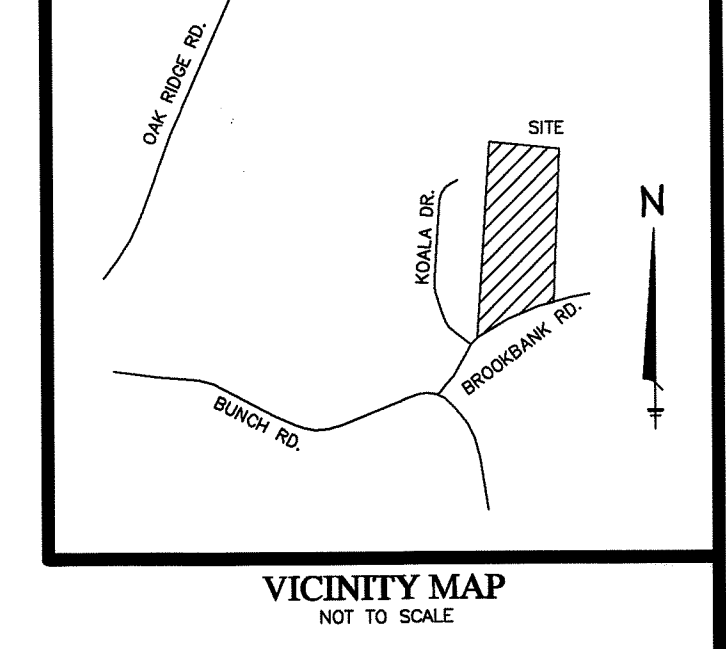 OAK RIDGE RD.
SITE
KOALA DR.
N
BROOKBANK RD.
BUNCH RD.
VICINITY MAP
NOT TO SCALE